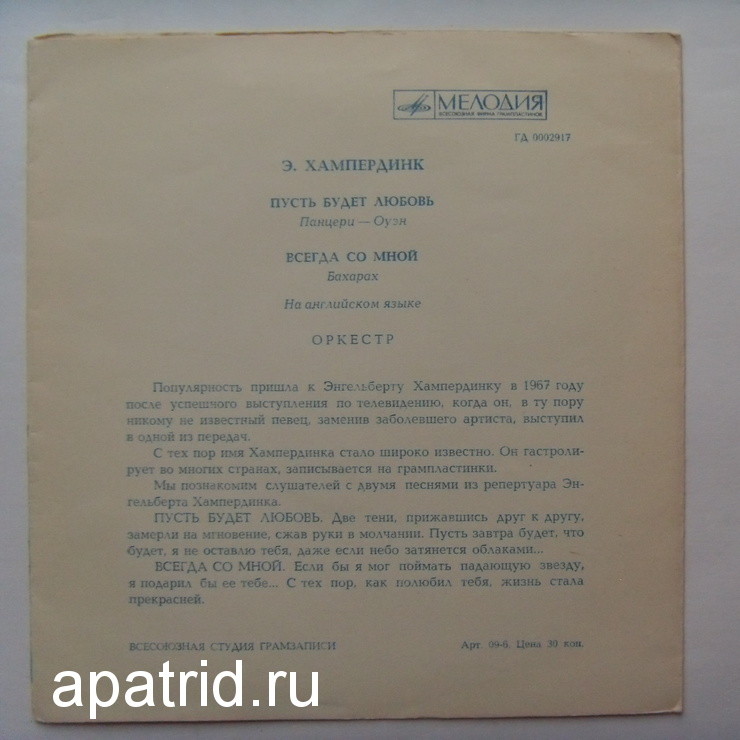 МЕЛОДИЯ
ВСЕСОЮЗНАЯ ФИРМА ГРАМПЛАСТИНОК
ГД 0002917
Э. ХАМПЕРДИНК
ПУСТЬ БУДЕТ ЛЮБОВЬ
Панцери — Оуэн
ВСЕГДА СО МНОЙ
Бахарах
На английском языке
ОРКЕСТР
Популярность пришла к Энгельберту Хампердинку в 1967 году
после успешного выступления по телевидению, когда он, в ту пору
никому не известный певец, заменив заболевшего артиста, выступил
в одной из передач.
С тех пор имя Хампердинка стало широко известно. Он гастроли-
рует во многих странах, записывается на грампластинки.
Мы познакомим слушателей с двумя песнями из репертуара Эн-
гельберта Хампердинка.
ПУСТЬ БУДЕТ ЛЮБОВЬ. Две тени, прижавшись друг к другу,
замерли на мгновение, сжав руки в молчании. Пусть завтра будет, что
будет, я не оставлю тебя, даже если небо затянется облаками...
ВСЕГДА СО МНОЙ. Если бы я мог поймать падающую звезду,
я подарил бы ее тебе... С тех пор, как полюбил тебя, жизнь стала
прекрасней.
ВСЕСОЮЗНАЯ СТУДИЯ ГРАМЗАПИСИ
Арт. 09-6. Цена 30 коп.
apatrid.ru